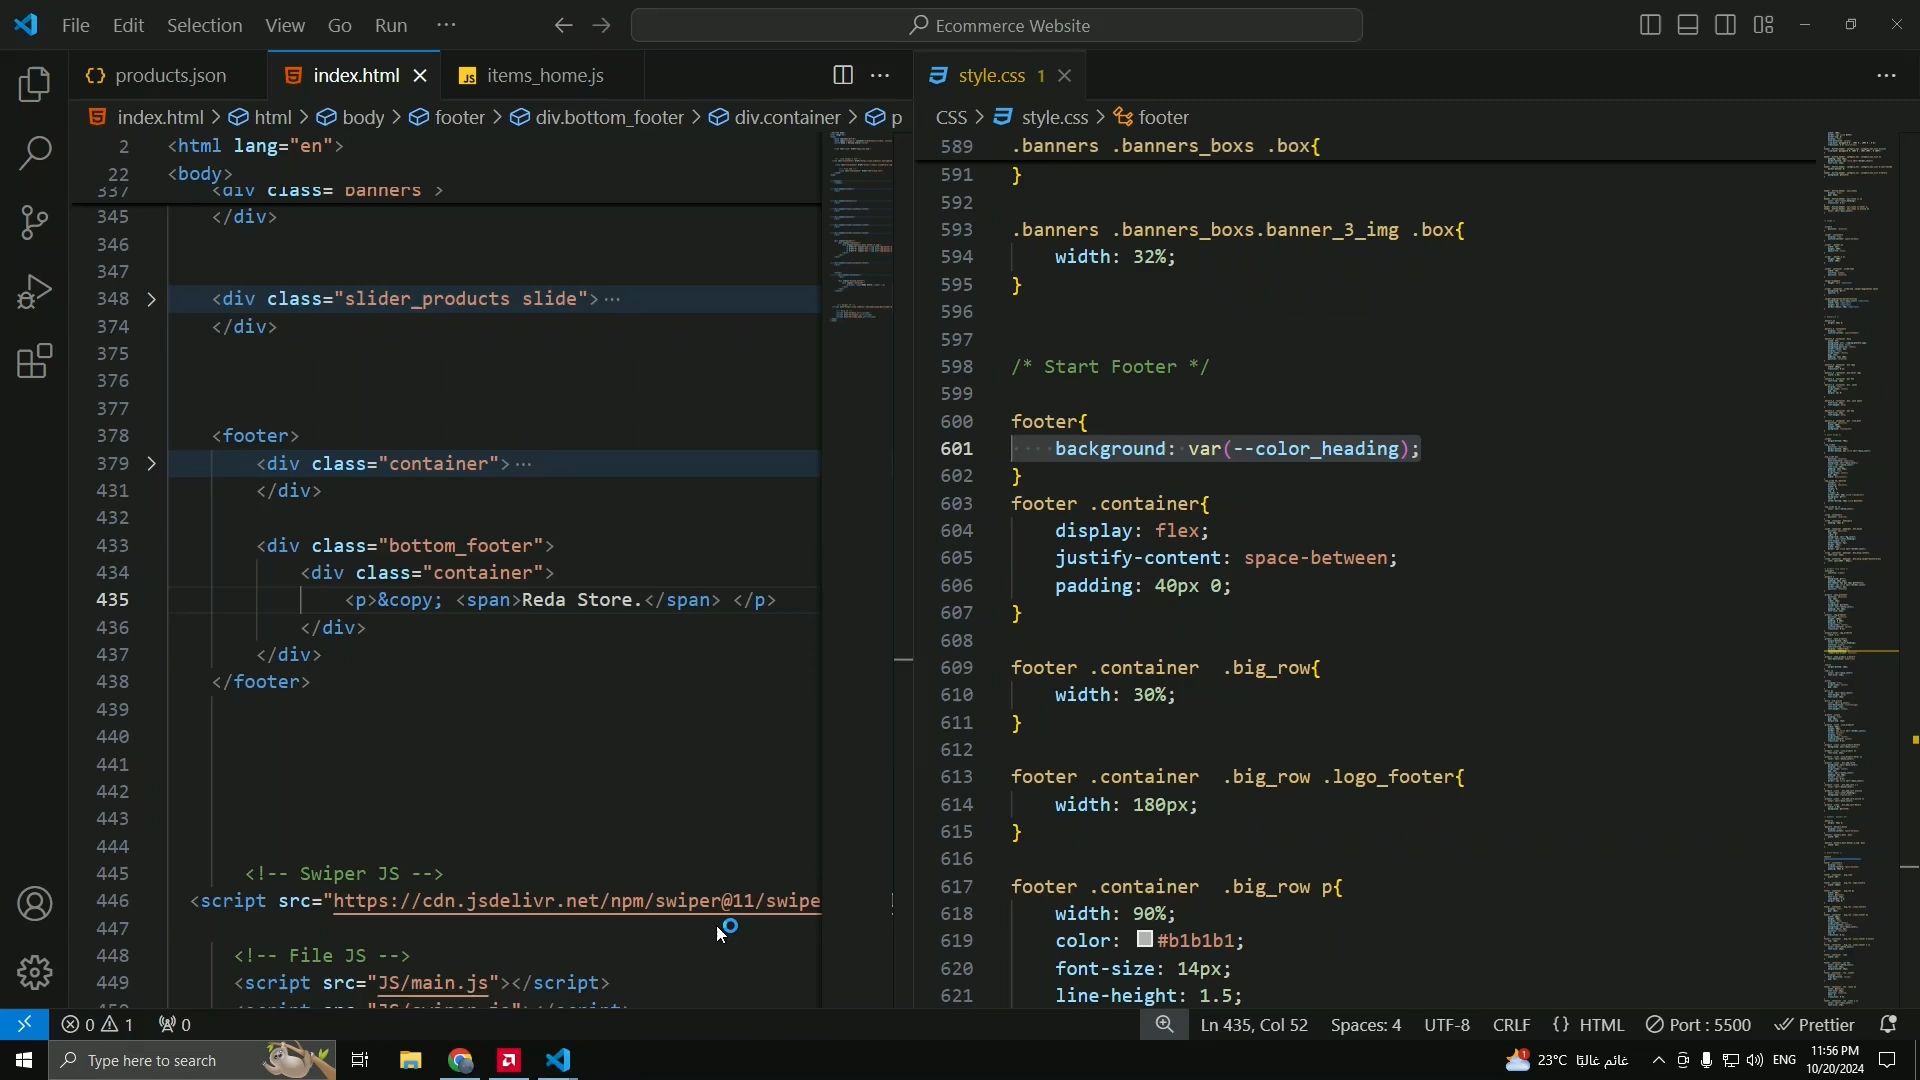 File Edit Selection View Go Run ··· Ecommerce Website
products.json index.html items_home.js
index.html > html > body > footer > div.bottom_footer > div.container > p
2 <html lang="en">
22 <body>
337 <div class="banners">
345 </div>
346
347
348 <div class="slider_products slide">···
374 </div>
375
376
377
378 <footer>
379 <div class="container">···
431 </div>
432
433 <div class="bottom_footer">
434 <div class="container">
435 <p>&copy; <span>Reda Store.</span> </p>
436 </div>
437 </div>
438 </footer>
439
440
441
442
443
444
445 <!-- Swiper JS -->
446 <script src="https://cdn.jsdelivr.net/npm/swiper@11/swipe
447
448 <!-- File JS -->
449 <script src="JS/main.js"></script>
style.css 1
CSS > style.css > footer
589 .banners .banners_boxs .box{
591 }
592
593 .banners .banners_boxs.banner_3_img .box{
594 width: 32%;
595 }
596
597
598 /* Start Footer */
599
600 footer{
601 background: var(--color_heading);
602 }
603 footer .container{
604 display: flex;
605 justify-content: space-between;
606 padding: 40px 0;
607 }
608
609 footer .container .big_row{
610 width: 30%;
611 }
612
613 footer .container .big_row .logo_footer{
614 width: 180px;
615 }
616
617 footer .container .big_row p{
618 width: 90%;
619 color: #b1b1b1;
620 font-size: 14px;
621 line-height: 1.5;
0 1 0 Ln 435, Col 52 Spaces: 4 UTF-8 CRLF {} HTML Port : 5500 Prettier
Type here to search 1 23°C غائم غالبًا ENG 11:56 PM
10/20/2024